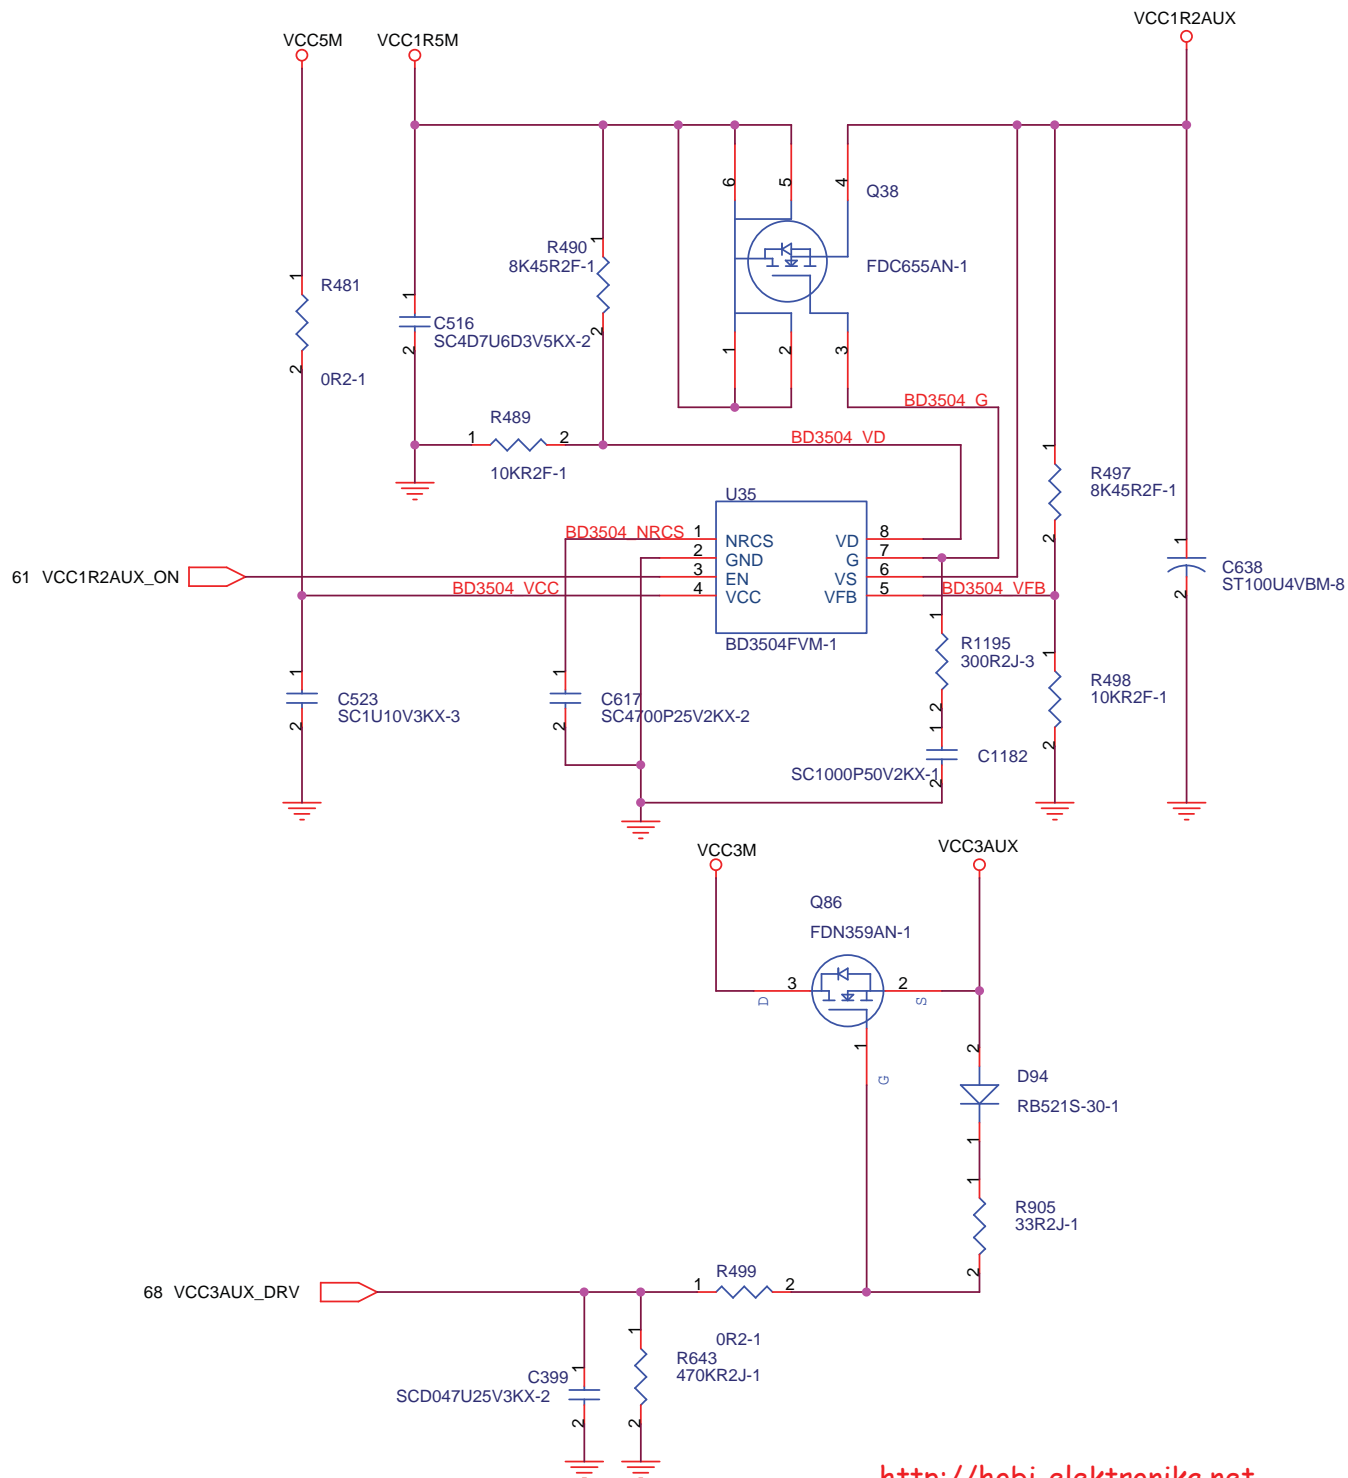 VCC1R2AUX
VCC5M
VCC1R5M
6
5
4
Q38
FDC655AN-1
1
R490
8K45R2F-1
2
1
R481
2
0R2-1
1
C516
SC4D7U6D3V5KX-2
2
1
2
3
BD3504_G
R489
1
2
10KR2F-1
BD3504_VD
1
R497
8K45R2F-1
2
U35
BD3504_NRCS
1
NRCS
VD
8
2
GND
G
7
61 VCC1R2AUX_ON
3
EN
VS
6
BD3504_VCC
4
VCC
VFB
5
BD3504_VFB
BD3504FVM-1
1
C638
ST100U4VBM-8
2
1
R1195
300R2J-3
2
1
R498
10KR2F-1
2
1
C523
SC1U10V3KX-3
2
1
C617
SC4700P25V2KX-2
2
1
C1182
SC1000P50V2KX-1
2
VCC3M
VCC3AUX
Q86
FDN359AN-1
D
3
2
S
1
G
2
D94
RB521S-30-1
1
1
R905
33R2J-1
2
68 VCC3AUX_DRV
R499
1
2
0R2-1
1
R643
470KR2J-1
2
1
C399
SCD047U25V3KX-2
2